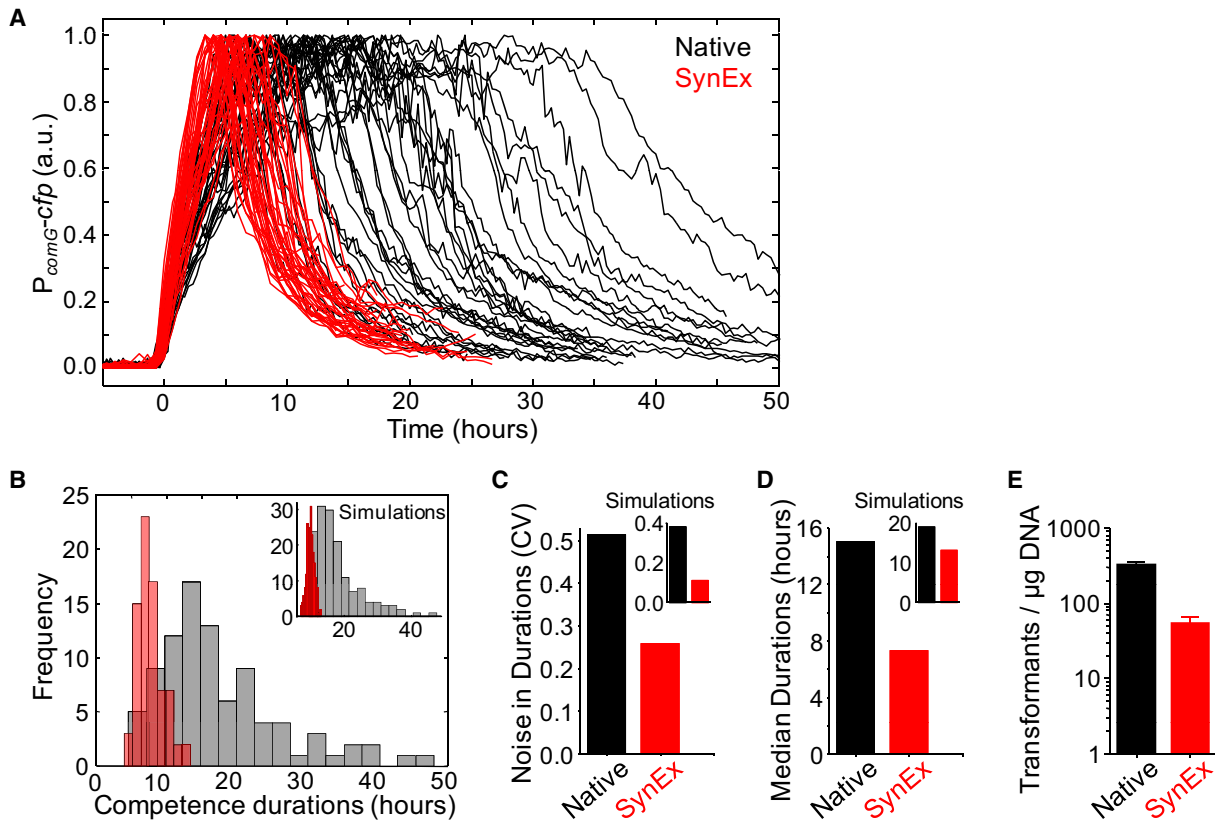 A
Native
SynEx
P_comG-cfp (a.u.)
1.0
0.8
0.6
0.4
0.2
0.0
0 10 20 30 40 50
Time (hours)
B
Frequency
25
20
15
10
5
0
0 10 20 30 40 50
Competence durations (hours)
Simulations
30
20
10
0
20 40
C
Noise in Durations (CV)
0.5
0.4
0.3
0.2
0.1
0.0
Native
SynEx
Simulations
0.4
0.2
0.0
D
Median Durations (hours)
16
12
8
4
0
Native
SynEx
Simulations
20
10
0
E
Transformants / µg DNA
1000
100
10
1
Native
SynEx